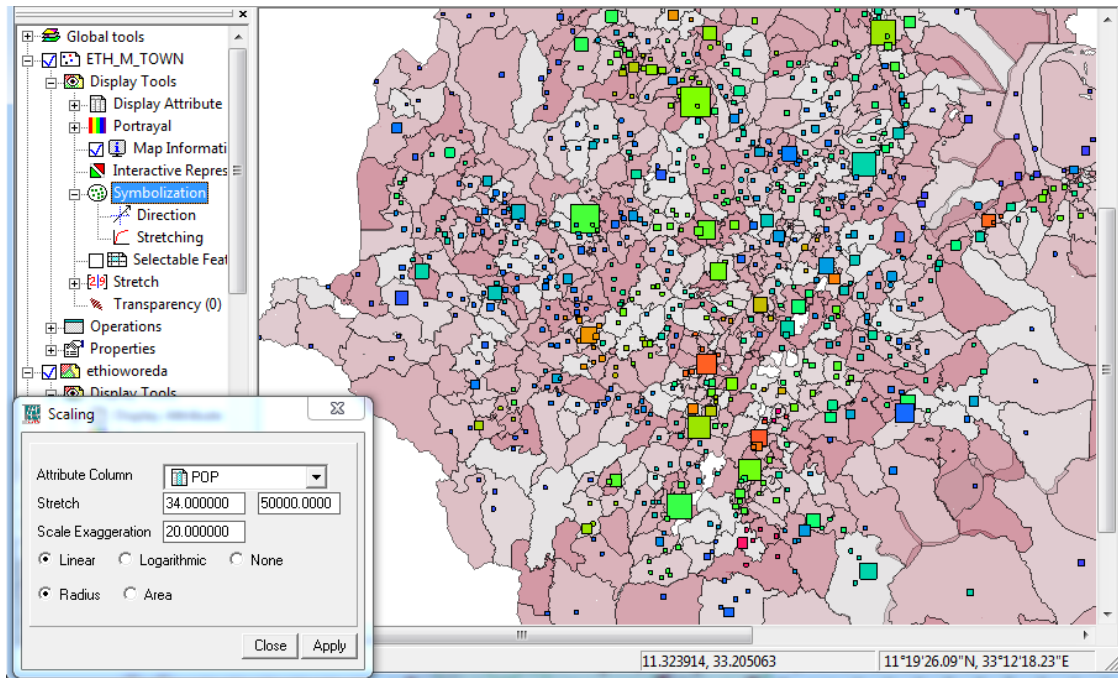 x
Global tools
ETH_M_TOWN
Display Tools
Display Attribute
Portrayal
Map Informati
Interactive Repres
Symbolization
Direction
Stretching
Selectable Feat
Stretch
Transparency (0)
Operations
Properties
ethioworeda
Display Tools
Scaling
Attribute Column POP
Stretch 34.000000 50000.0000
Scale Exaggeration 20.000000
Linear Logarithmic None
Radius Area
Close Apply
11.323914, 33.205063 11°19'26.09"N, 33°12'18.23"E